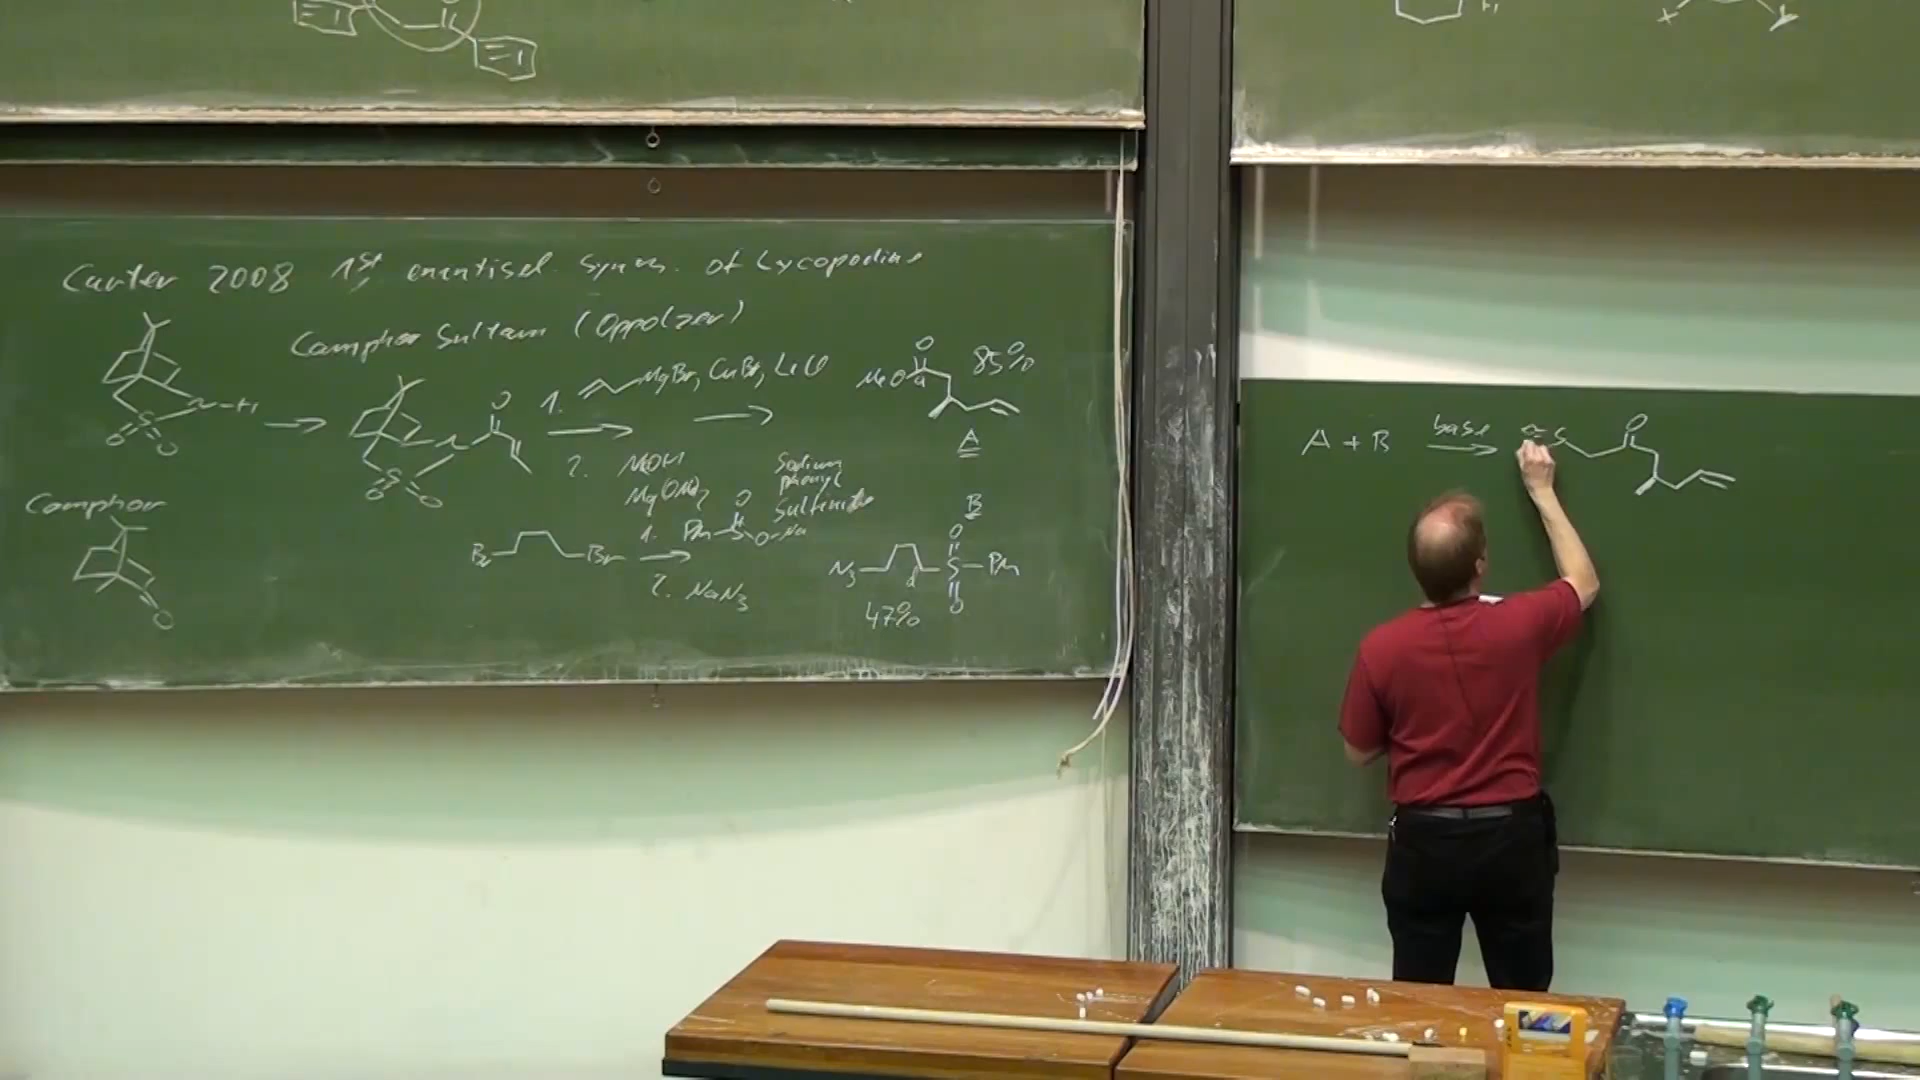 Carter 2008 1st enantisel. synth. of Lycopodine
Camphor Sultam (Oppolzer)
N-H
S
O
O
N
O
S
O
O
1. MgBr, CuBr, LiCl
2. MeOH
Mg(OMe)2
O
MeO
a
85%
A
Camphor
O
Br
Br
1. Ph S O O-Na
Sodium
phenyl
Sulfinate
2. NaN3
B
N3
d
O
S
Ph
O
47%
A + B
base
O=S
O